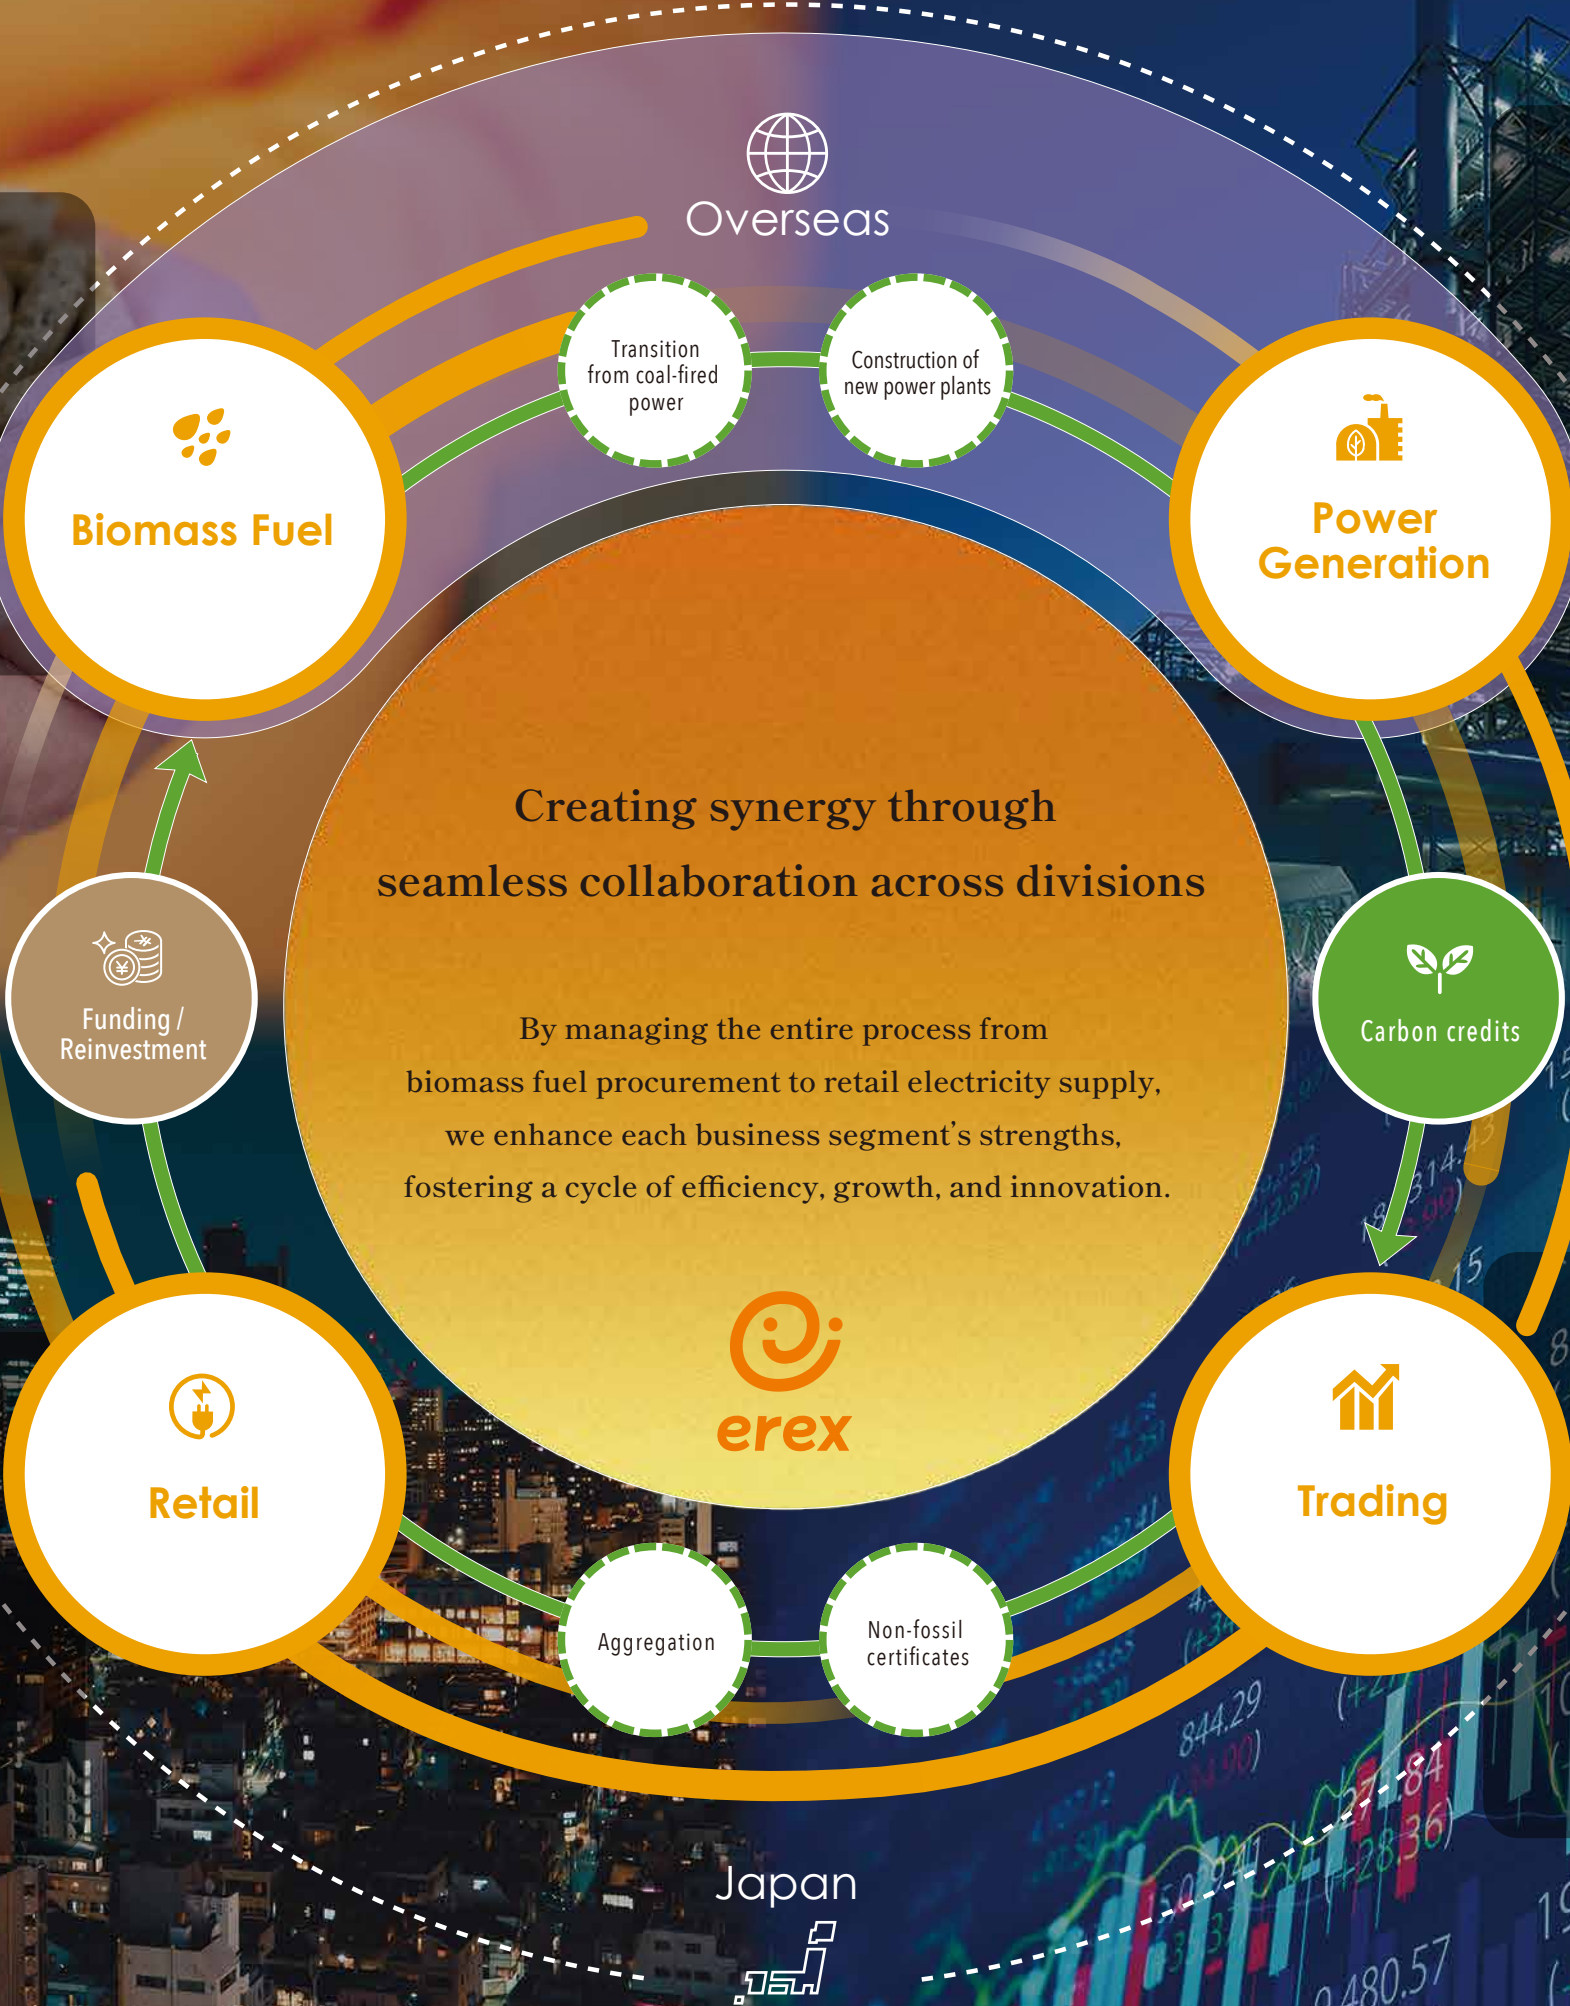 Overseas
Transition
from coal-fired
power
Construction of
new power plants
Biomass Fuel
Power
Generation
Creating synergy through
seamless collaboration across divisions
Funding /
Reinvestment
Carbon credits
By managing the entire process from
biomass fuel procurement to retail electricity supply,
we enhance each business segment's strengths,
fostering a cycle of efficiency, growth, and innovation.
erex
Retail
Trading
Aggregation
Non-fossil
certificates
844.29
Japan